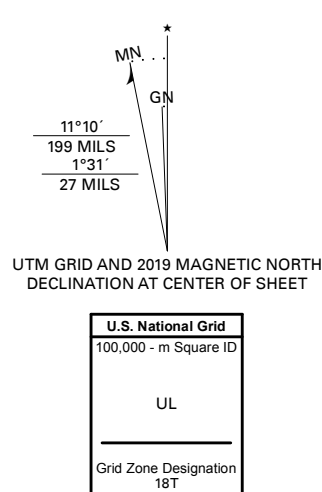 ★
MN
GN
11°10´
199 MILS
1°31´
27 MILS
UTM GRID AND 2019 MAGNETIC NORTH
DECLINATION AT CENTER OF SHEET
U.S. National Grid
100,000 - m Square ID
UL
Grid Zone Designation
18T